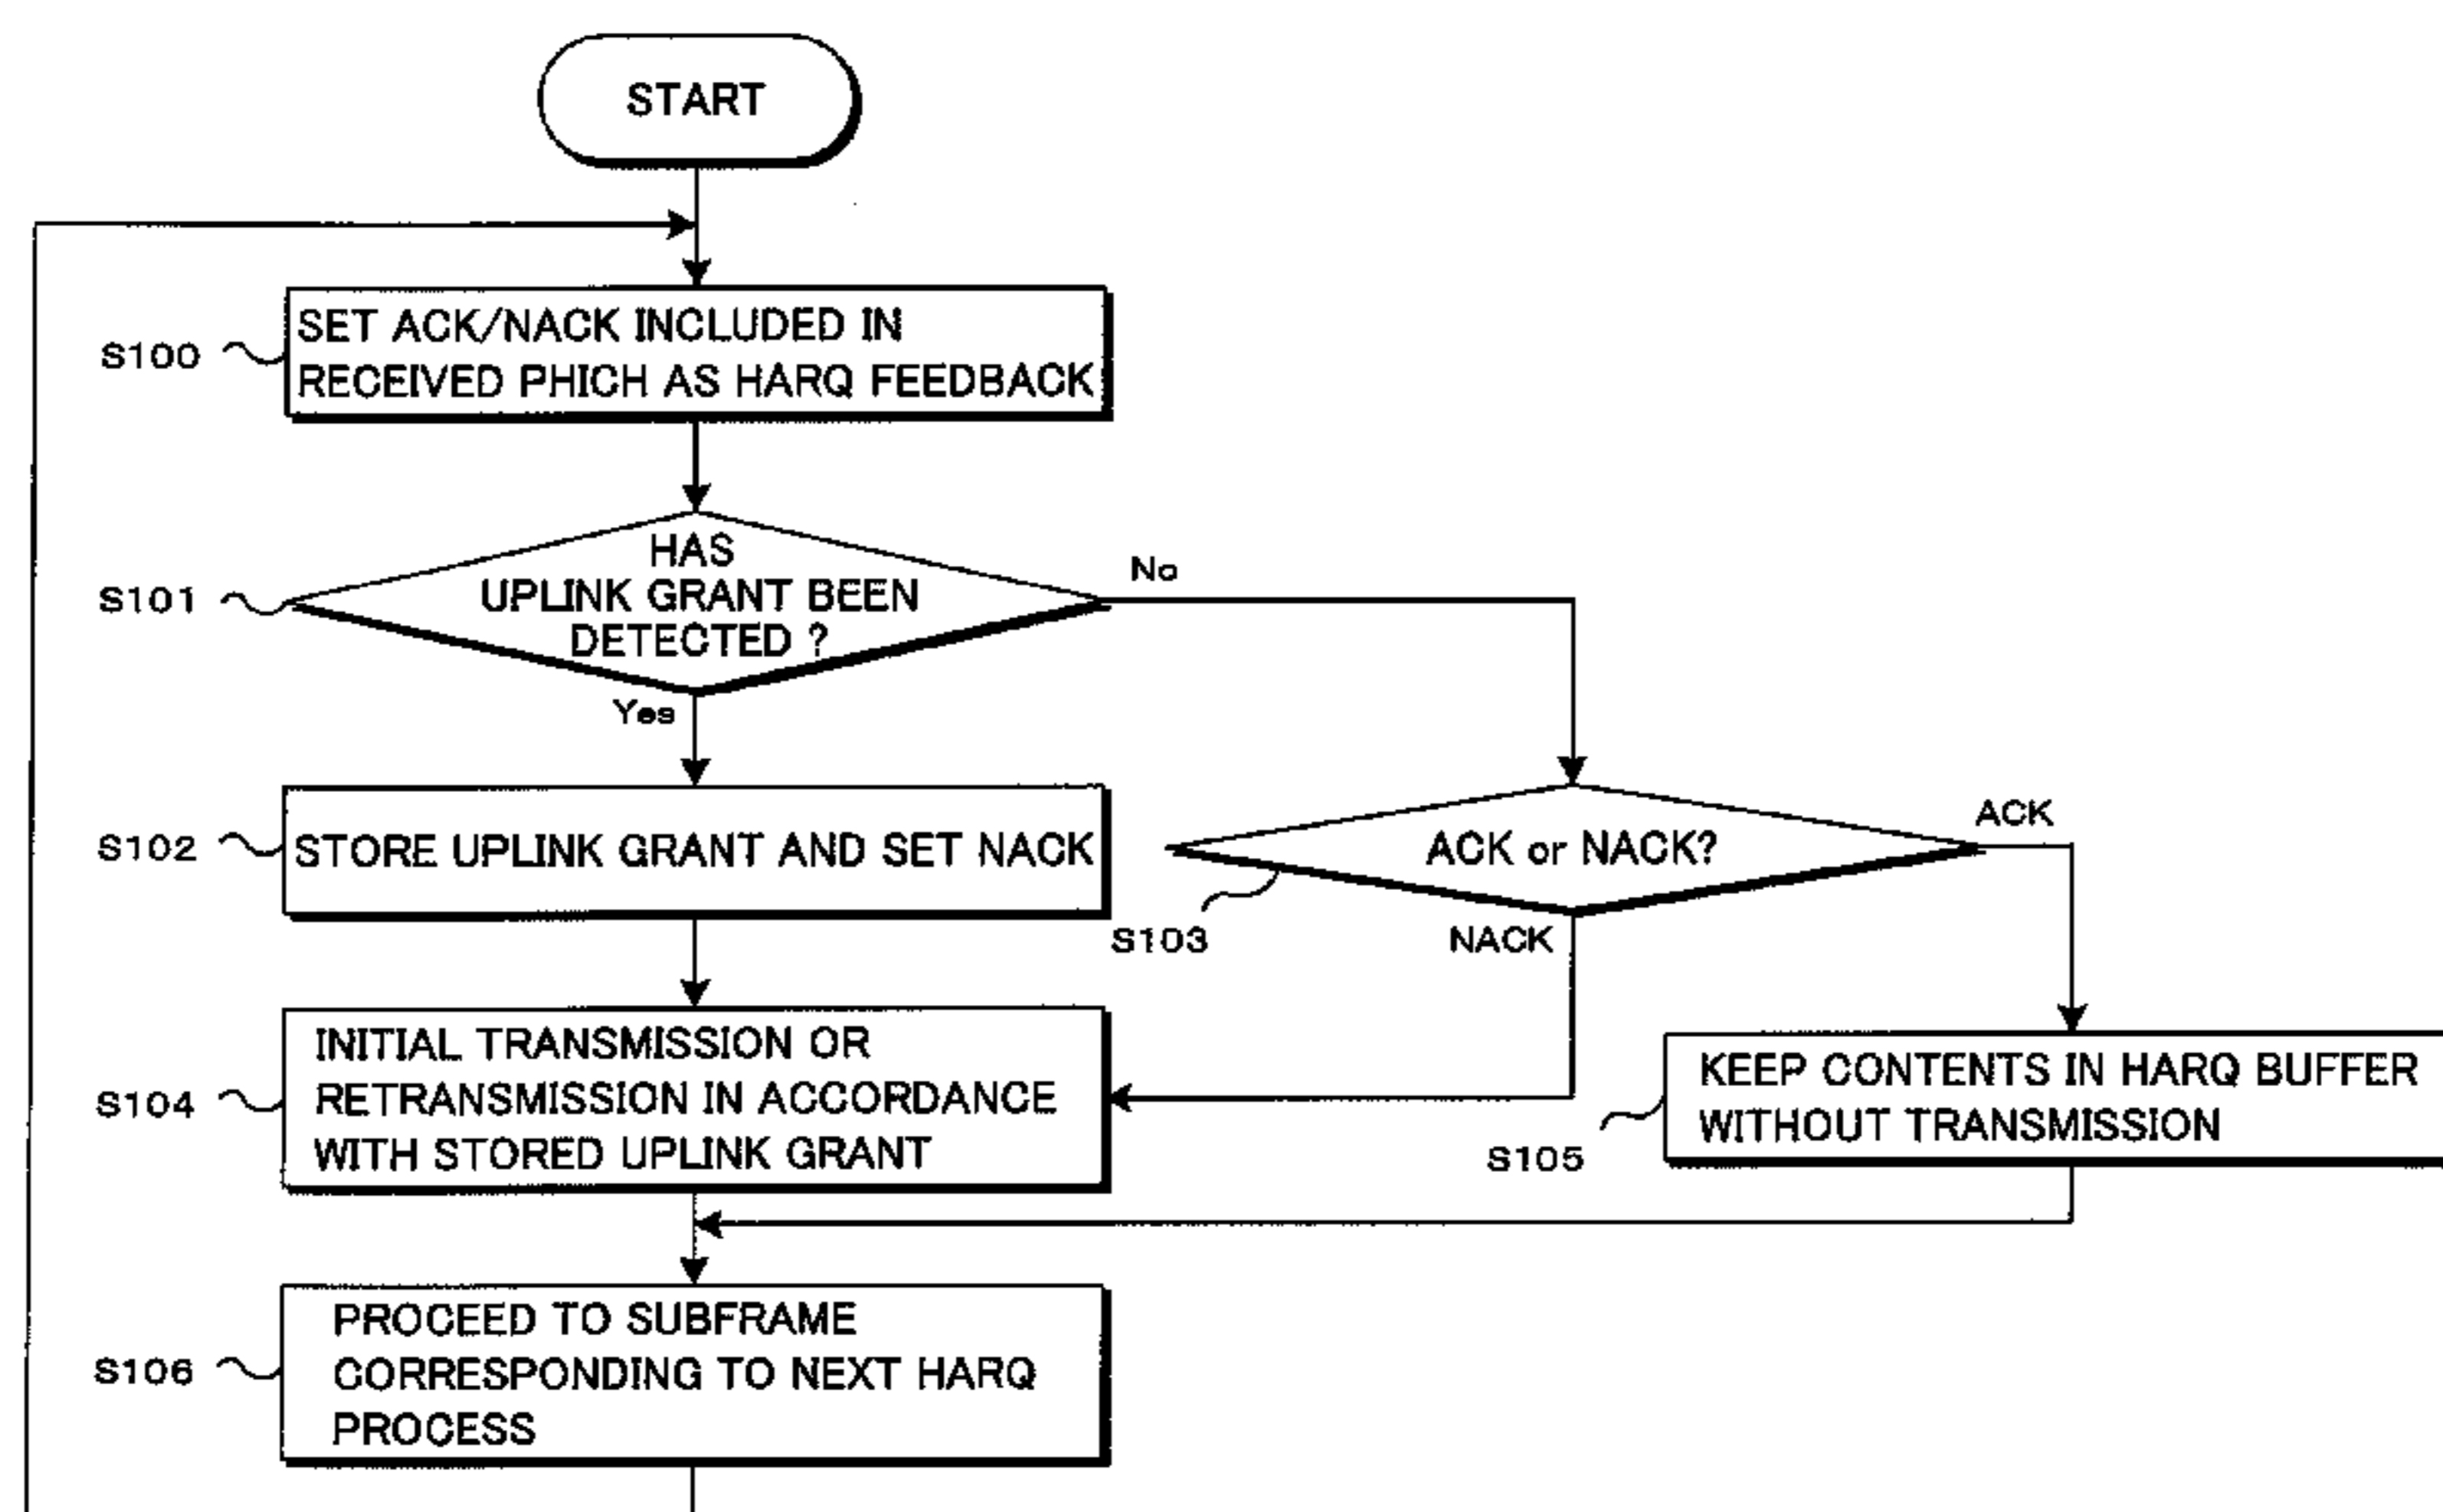 START
S100
SET ACK/NACK INCLUDED IN
RECEIVED PHICH AS HARQ FEEDBACK
S101
HAS
UPLINK GRANT BEEN
DETECTED ?
No
Yes
S102
STORE UPLINK GRANT AND SET NACK
ACK or NACK?
ACK
S103
NACK
S104
INITIAL TRANSMISSION OR
RETRANSMISSION IN ACCORDANCE
WITH STORED UPLINK GRANT
KEEP CONTENTS IN HARQ BUFFER
WITHOUT TRANSMISSION
S105
S106
PROCEED TO SUBFRAME
CORRESPONDING TO NEXT HARQ
PROCESS